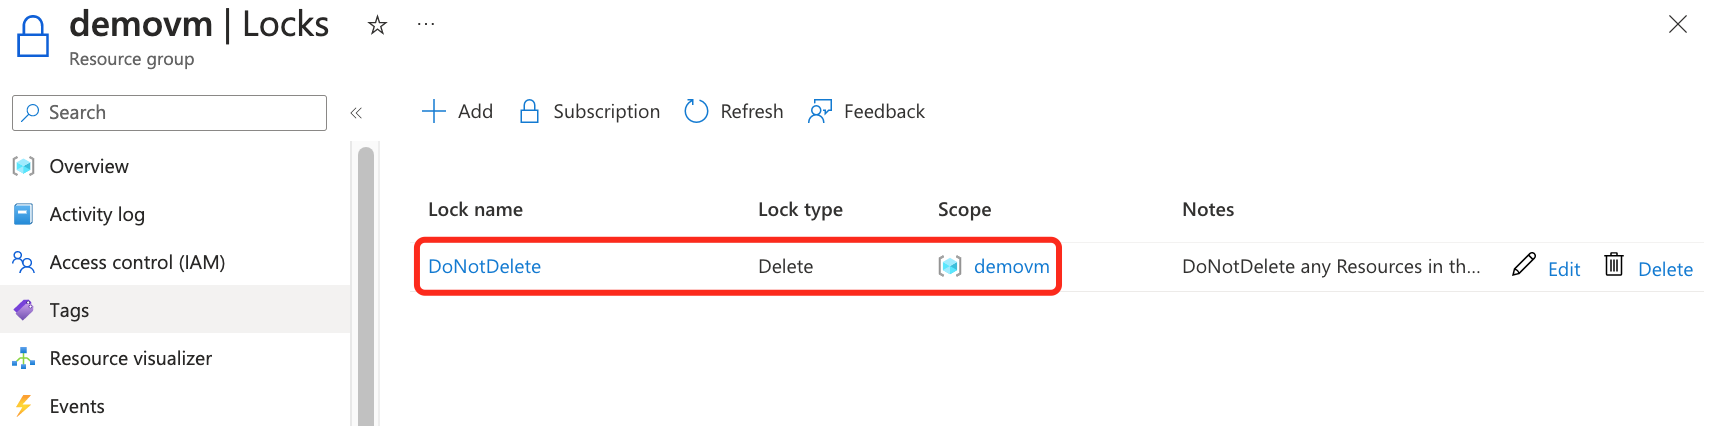 demovm | Locks
...
Resource group
Search
«
Add Subscription Refresh Feedback
Overview
Activity log
Access control (IAM)
Tags
Resource visualizer
Events
Lock name Lock type Scope Notes
DoNotDelete Delete demovm DoNotDelete any Resources in th... Edit Delete